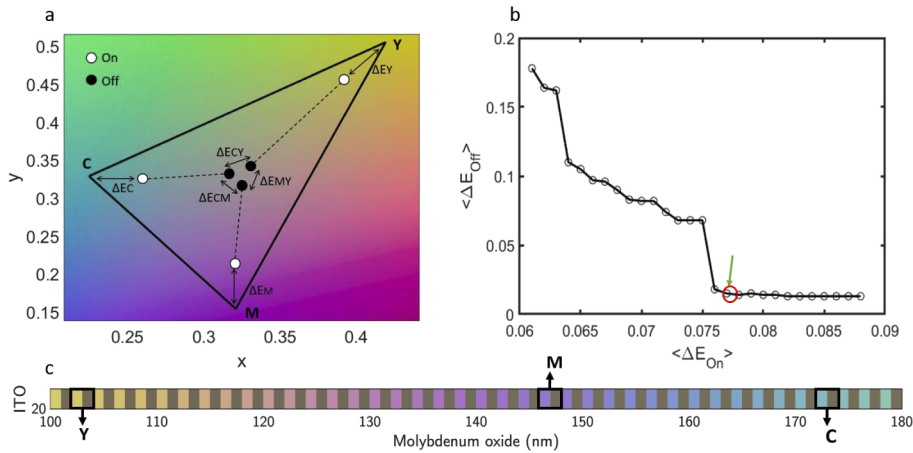 a
0.5
0.45
0.4
0.35
0.3
0.25
0.2
0.15
y
On
Off
Y
ΔEY
C
ΔECY
ΔEC
ΔEMY
ΔECM
ΔEM
M
0.25 0.3 0.35 0.4
x
b
0.2
0.15
0.1
0.05
0
<ΔE_Off>
0.06 0.065 0.07 0.075 0.08 0.085 0.09
<ΔE_On>
c
M
ITO
20
100 110 120 130 140 150 160 170 180
Y
Molybdenum oxide (nm)
C